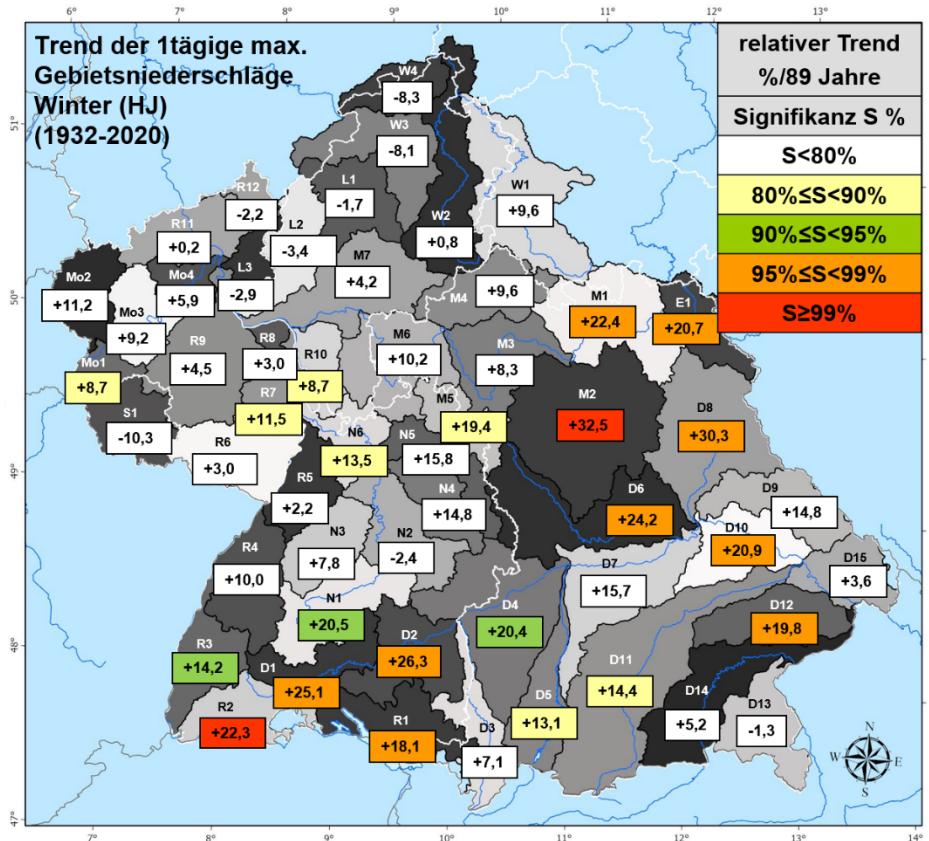 6° 7° 8° 9° 10° 11° 12° 13°
Trend der 1tägige max.
Gebietsniederschläge
Winter (HJ)
(1932-2020)
relativer Trend
%/89 Jahre
Signifikanz S %
S<80%
80%≤S<90%
90%≤S<95%
95%≤S<99%
S≥99%
51°
50°
49°
48°
47°
W4
-8,3
W3
-8,1
L1
-1,7
W1
+9,6
R12
-2,2
L2
-3,4
W2
+0,8
R11
+0,2
M7
+4,2
Mo2
+11,2
Mo4
+5,9
L3
-2,9
M4
+9,6
M1
+22,4
E1
+20,7
Mo3
+9,2
R9
+4,5
R8
+3,0
R10
+8,7
M6
+10,2
M3
+8,3
Mo1
+8,7
R7
+11,5
M5
+19,4
M2
+32,5
D8
+30,3
S1
-10,3
R6
+3,0
N6
+13,5
N5
+15,8
R5
+2,2
N4
+14,8
D6
+24,2
D9
+14,8
N3
+7,8
N2
-2,4
D10
+20,9
R4
+10,0
D7
+15,7
D15
+3,6
N1
+20,5
D4
+20,4
D12
+19,8
R3
+14,2
D2
+26,3
D11
+14,4
D1
+25,1
D5
+13,1
D14
+5,2
D13
-1,3
R2
+22,3
R1
+18,1
D3
+7,1
N
W E
S
7° 8° 9° 10° 11° 12° 13° 14°